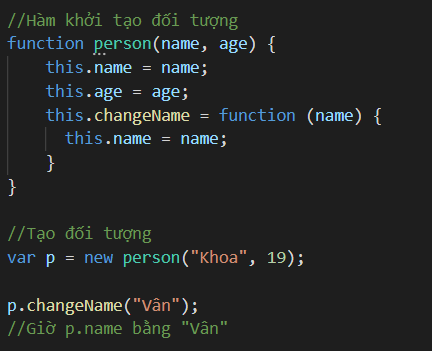 //Hàm khởi tạo đối tượng
function person(name, age) {
    this.name = name;
    this.age = age;
    this.changeName = function (name) {
      this.name = name;
    }
}

//Tạo đối tượng
var p = new person("Khoa", 19);

p.changeName("Vân");
//Giờ p.name bằng "Vân"